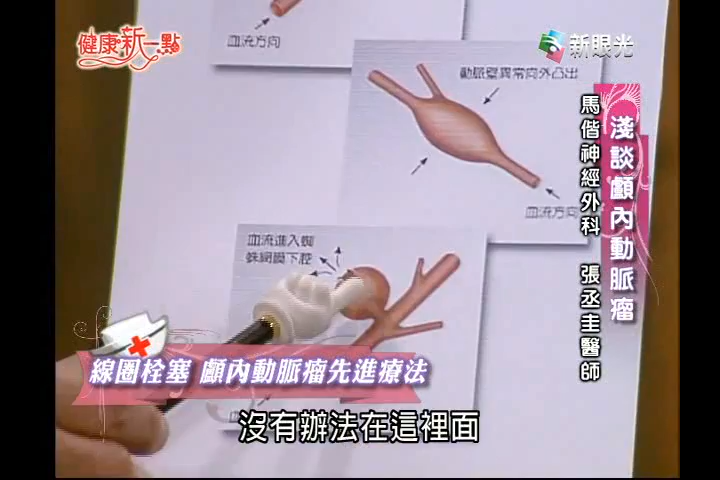 健康新一點
新眼光
血流方向
動脈壁異常向外凸出
血流方向
血流進入蜘
蛛網膜下腔
淺談顱內動脈瘤
馬偕神經外科 張丞圭醫師
線圈栓塞 顱內動脈瘤先進療法
沒有辦法在這裡面